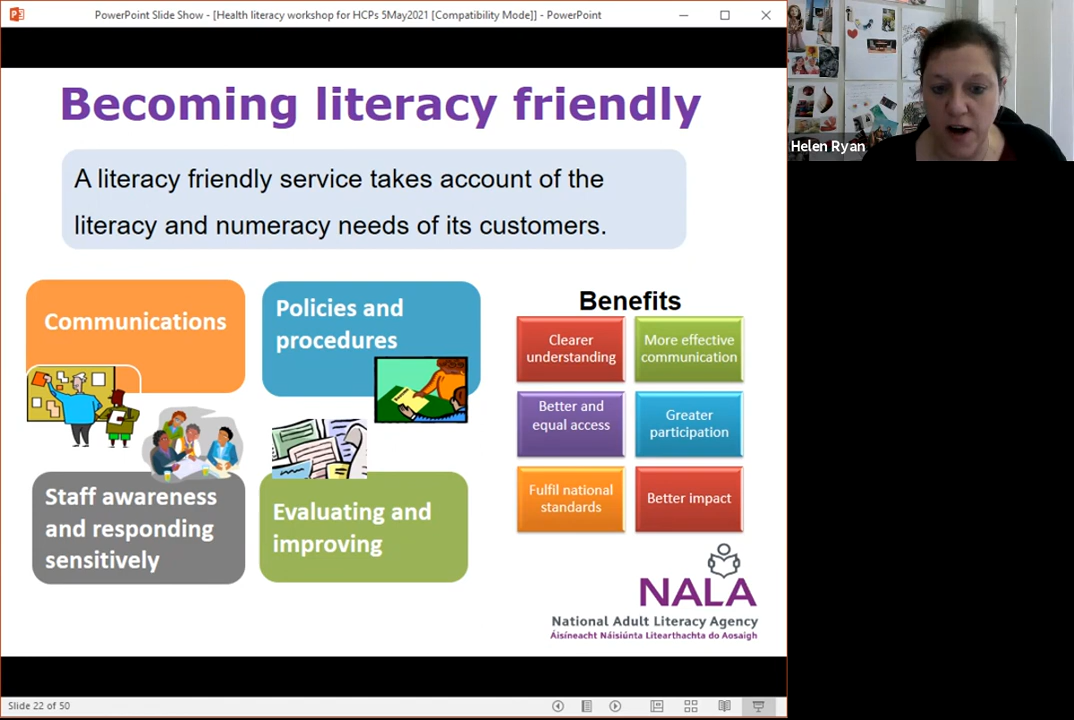 PowerPoint Slide Show - [Health literacy workshop for HCPs 5May2021 [Compatibility Mode]] - PowerPoint
Becoming literacy friendly
A literacy friendly service takes account of the
literacy and numeracy needs of its customers.
Communications
Policies and
procedures
Staff awareness
and responding
sensitively
Evaluating and
improving
Benefits
Clearer
understanding
More effective
communication
Better and
equal access
Greater
participation
Fulfil national
standards
Better impact
NALA
National Adult Literacy Agency
Áisíneacht Náisiúnta Litearthachta do Aosaigh
Slide 22 of 50
Helen Ryan